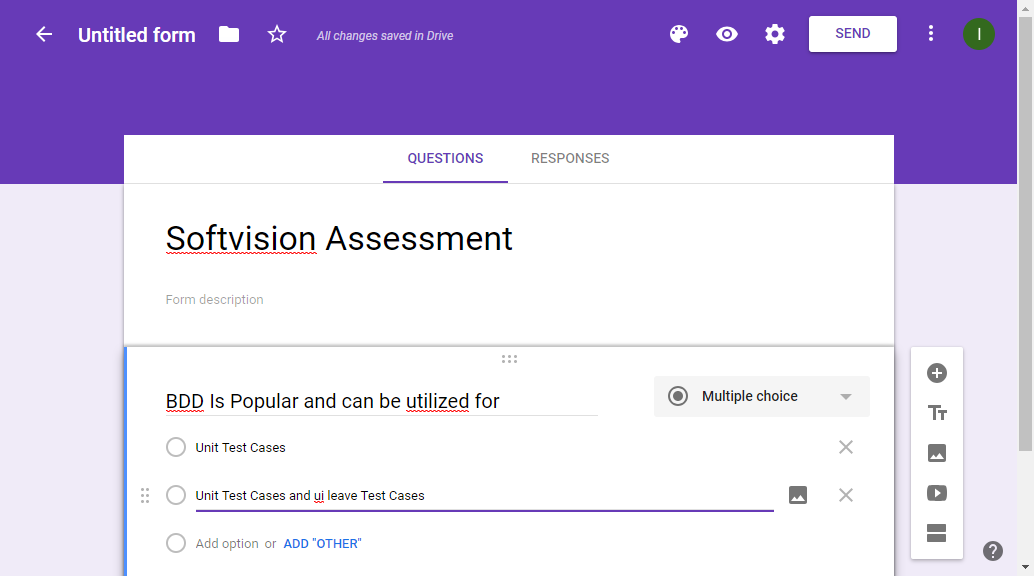 Untitled form
All changes saved in Drive
SEND
I
QUESTIONS
RESPONSES
Softvision Assessment
Form description
BDD Is Popular and can be utilized for
Multiple choice
Unit Test Cases
Unit Test Cases and ui leave Test Cases
Add option or ADD "OTHER"